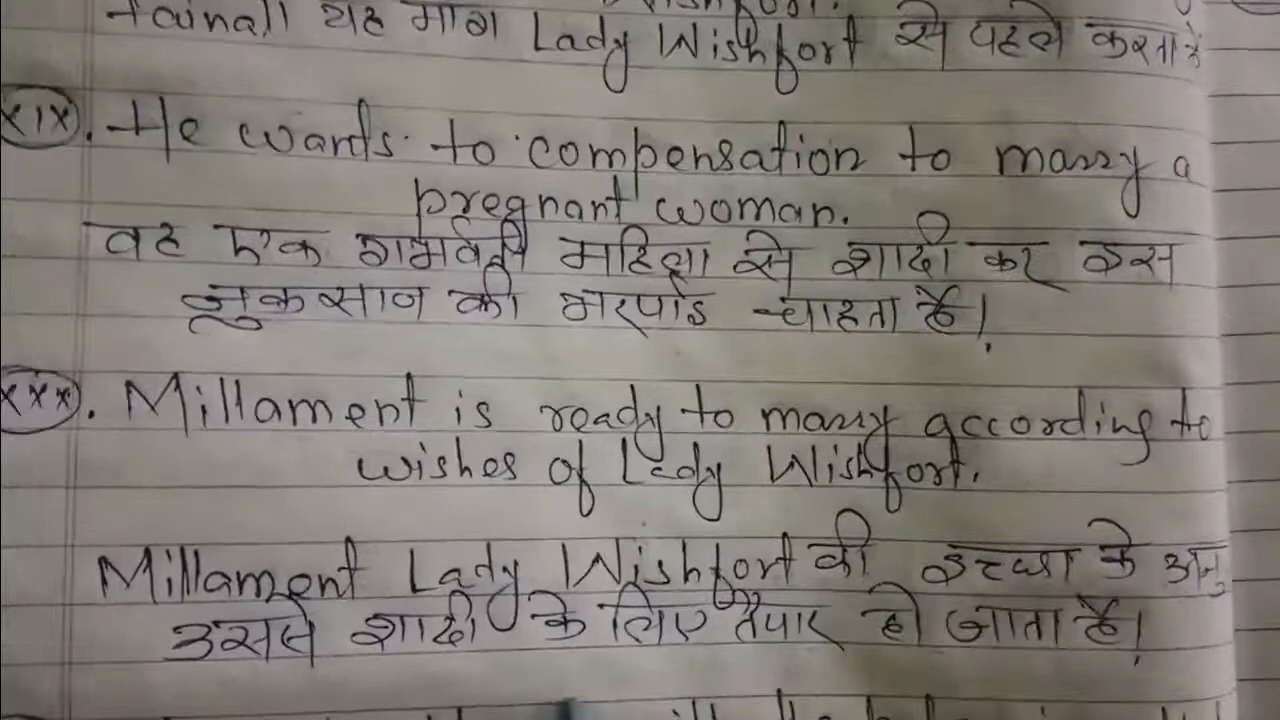 Fainall यह मांग Lady Wishfort से पहले करता है
xix. He wants to compensation to marry a
pregnant woman.
वह एक गर्भवती महिला से शादी कर इस
नुकसान की भरपाई चाहता है।
xxx. Millament is ready to marry according to
wishes of Lady Wishfort.
Millament Lady Wishfort की इच्छा के अनु
उससे शादी के लिए तैयार हो जाता है।